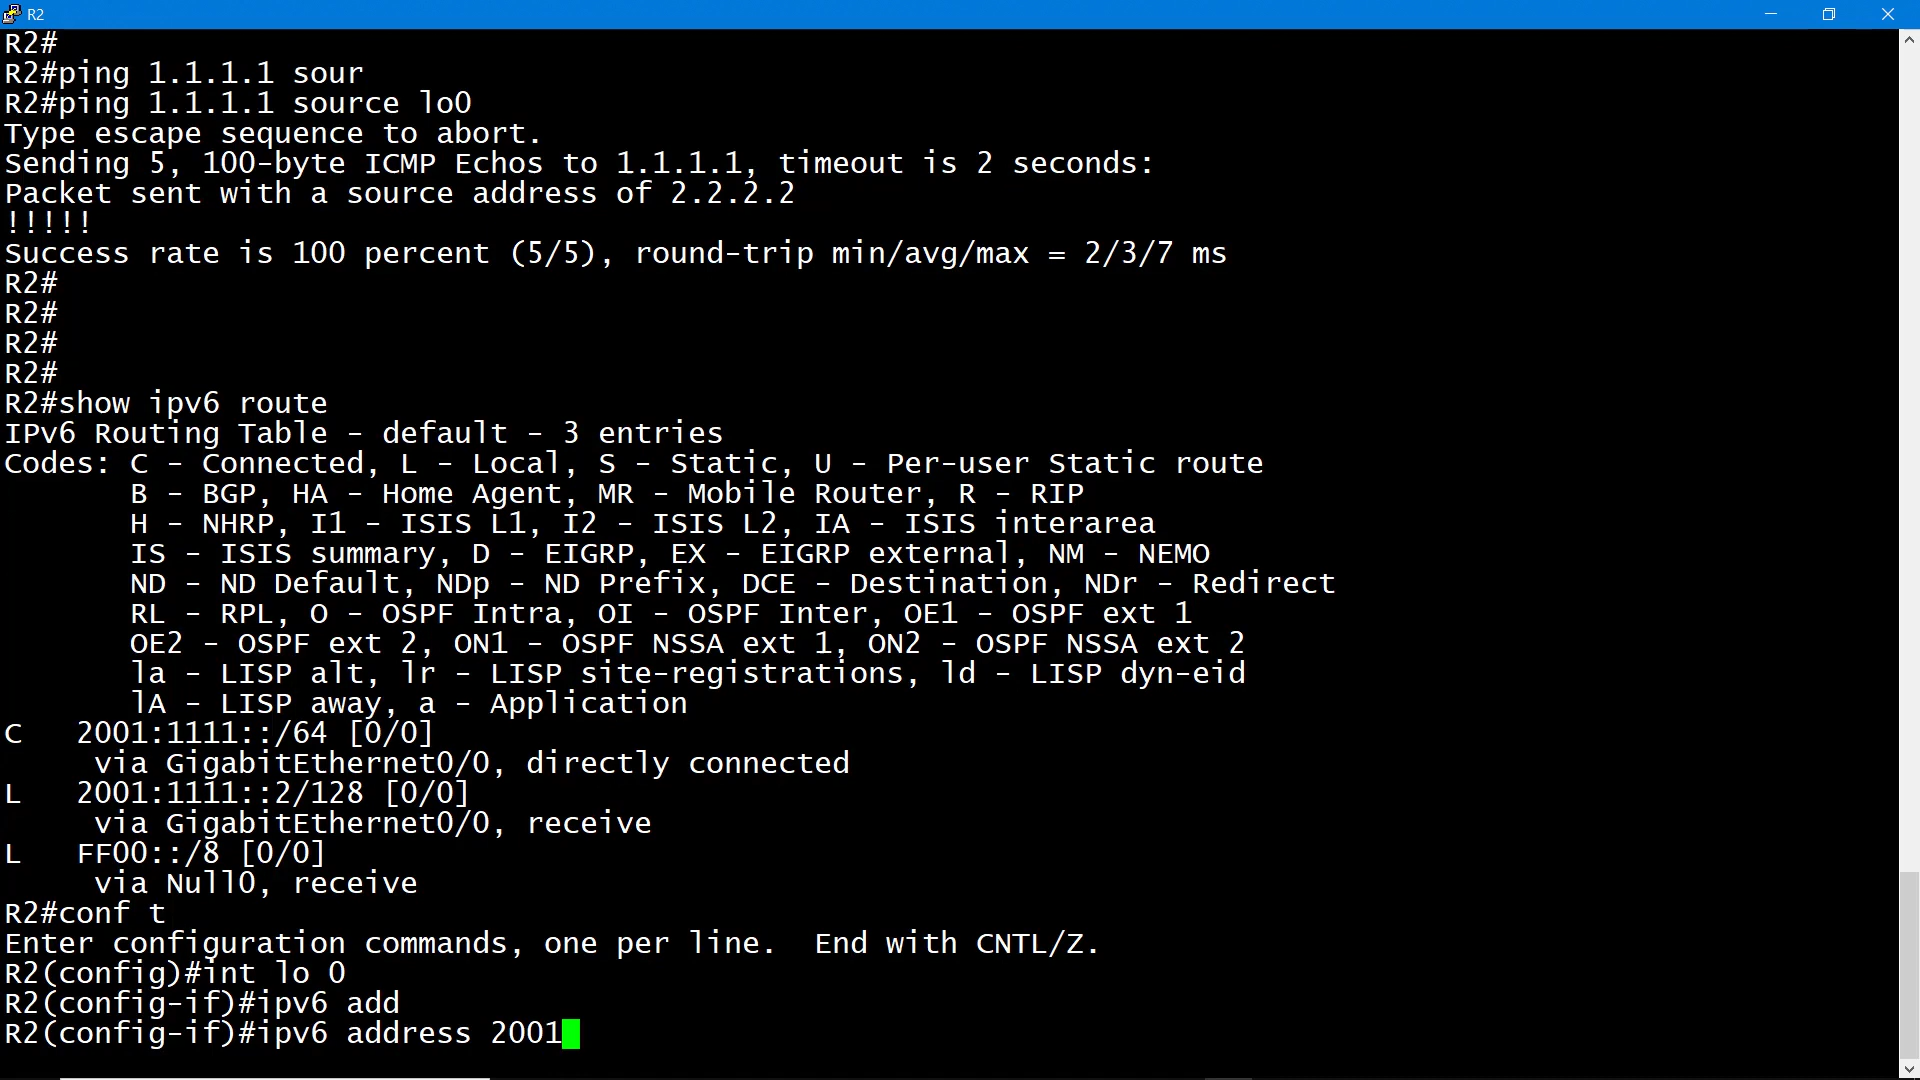 R2
R2#
R2#ping 1.1.1.1 sour
R2#ping 1.1.1.1 source lo0
Type escape sequence to abort.
Sending 5, 100-byte ICMP Echos to 1.1.1.1, timeout is 2 seconds:
Packet sent with a source address of 2.2.2.2
!!!!!
Success rate is 100 percent (5/5), round-trip min/avg/max = 2/3/7 ms
R2#
R2#
R2#
R2#
R2#show ipv6 route
IPv6 Routing Table - default - 3 entries
Codes: C - Connected, L - Local, S - Static, U - Per-user Static route
       B - BGP, HA - Home Agent, MR - Mobile Router, R - RIP
       H - NHRP, I1 - ISIS L1, I2 - ISIS L2, IA - ISIS interarea
       IS - ISIS summary, D - EIGRP, EX - EIGRP external, NM - NEMO
       ND - ND Default, NDp - ND Prefix, DCE - Destination, NDr - Redirect
       RL - RPL, O - OSPF Intra, OI - OSPF Inter, OE1 - OSPF ext 1
       OE2 - OSPF ext 2, ON1 - OSPF NSSA ext 1, ON2 - OSPF NSSA ext 2
       la - LISP alt, lr - LISP site-registrations, ld - LISP dyn-eid
       lA - LISP away, a - Application
C   2001:1111::/64 [0/0]
     via GigabitEthernet0/0, directly connected
L   2001:1111::2/128 [0/0]
     via GigabitEthernet0/0, receive
L   FF00::/8 [0/0]
     via Null0, receive
R2#conf t
Enter configuration commands, one per line.  End with CNTL/Z.
R2(config)#int lo 0
R2(config-if)#ipv6 add
R2(config-if)#ipv6 address 2001